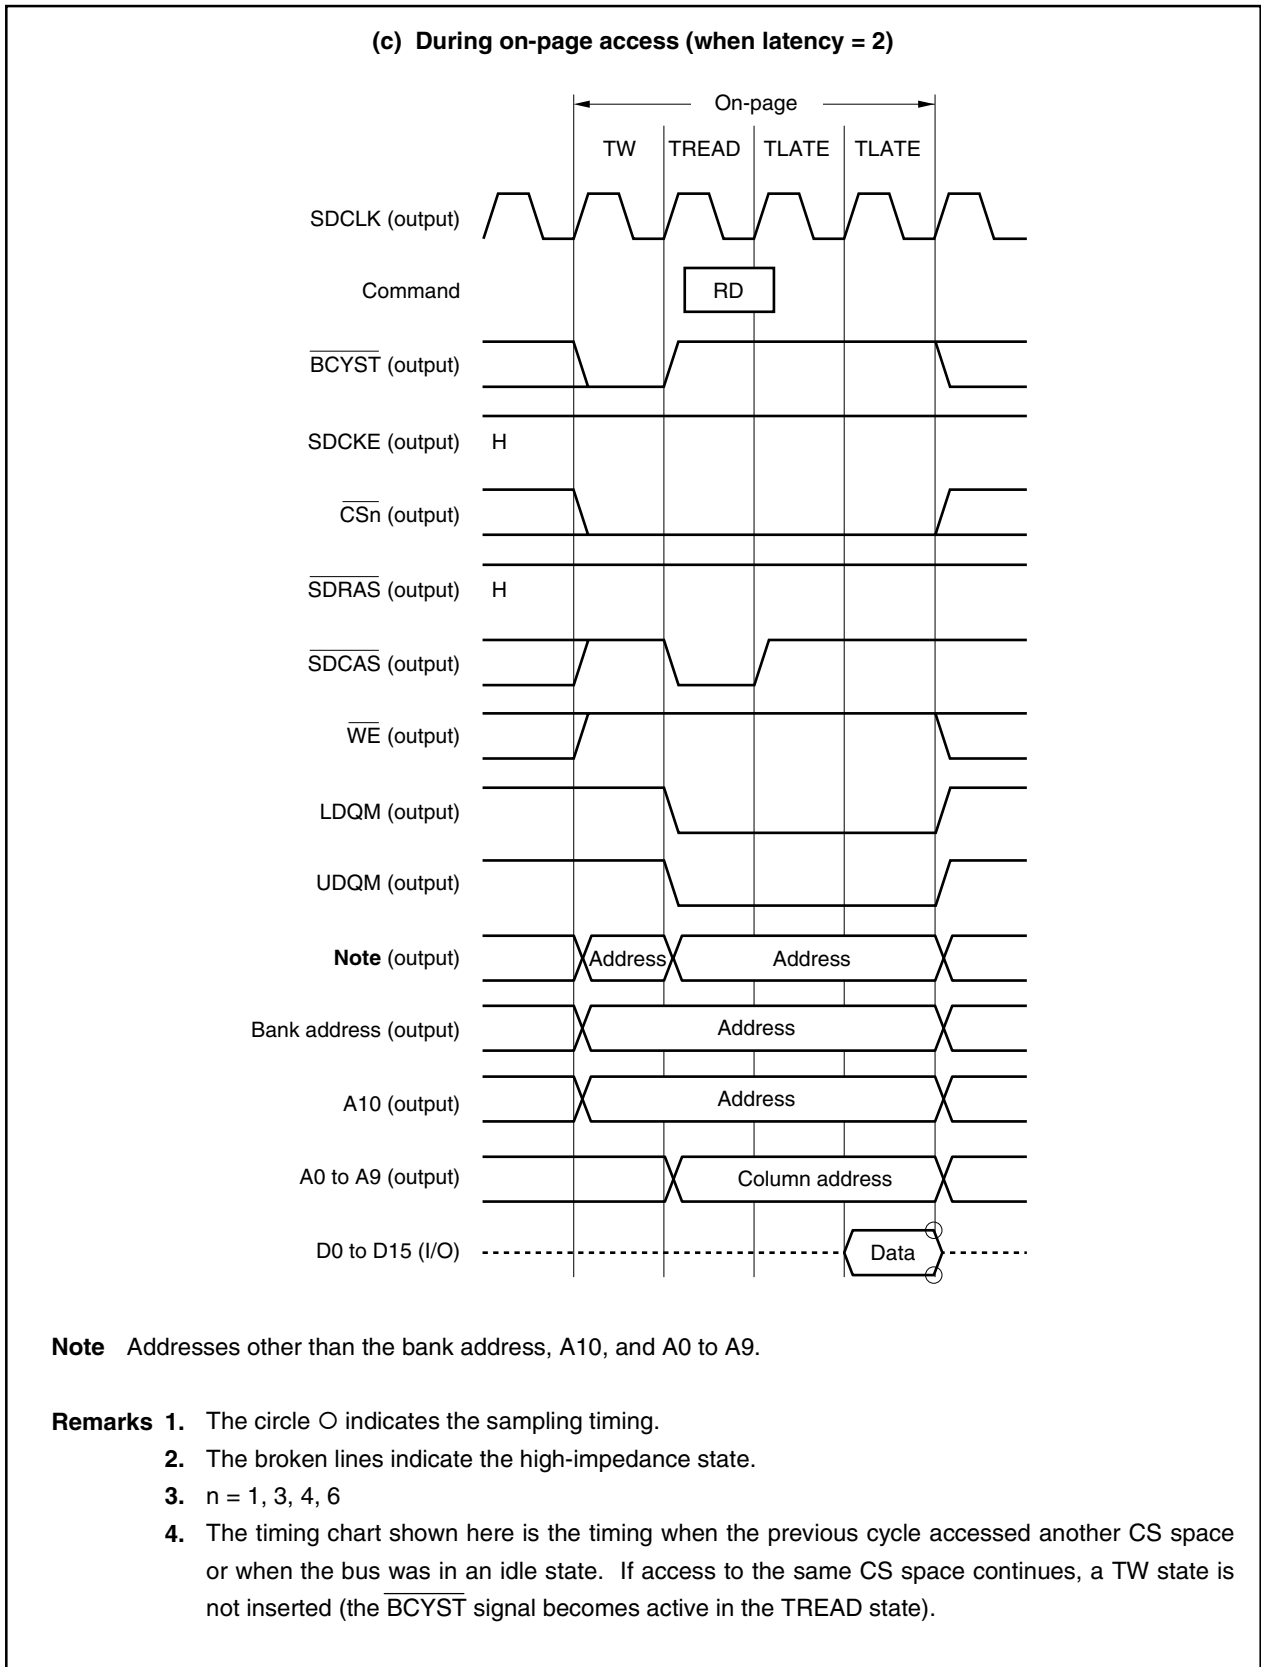 (c) During on-page access (when latency = 2)
On-page
TW TREAD TLATE TLATE
SDCLK (output)
Command RD
BCYST (output)
SDCKE (output) H
CSn (output)
SDRAS (output) H
SDCAS (output)
WE (output)
LDQM (output)
UDQM (output)
Note (output) Address Address
Bank address (output) Address
A10 (output) Address
A0 to A9 (output) Column address
D0 to D15 (I/O) Data
Note Addresses other than the bank address, A10, and A0 to A9.
Remarks 1. The circle O indicates the sampling timing.
2. The broken lines indicate the high-impedance state.
3. n = 1, 3, 4, 6
4. The timing chart shown here is the timing when the previous cycle accessed another CS space
or when the bus was in an idle state. If access to the same CS space continues, a TW state is
not inserted (the BCYST signal becomes active in the TREAD state).